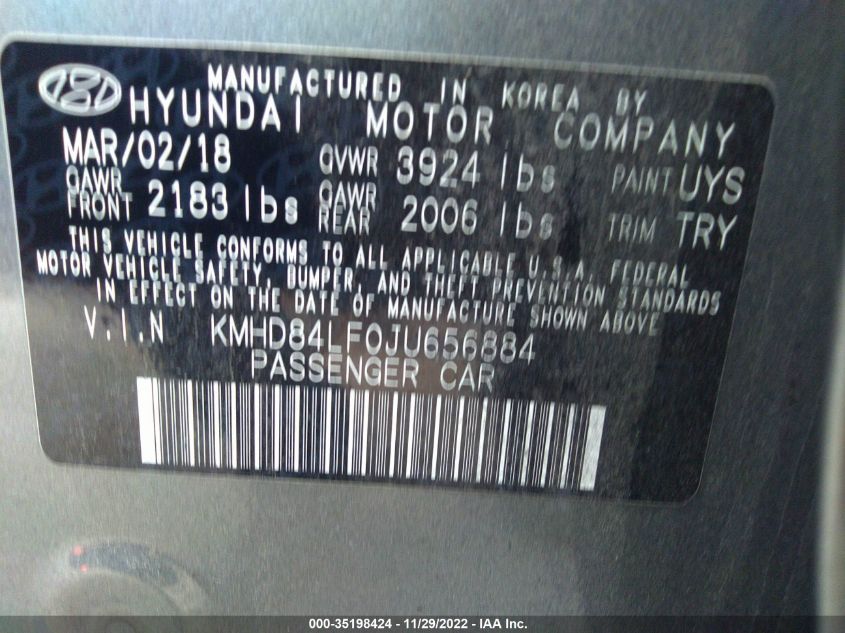 MANUFACTURED IN KOREA BY
HYUNDAI MOTOR COMPANY
MAR/02/18 GVWR 3924 lbs PAINT UYS
GAWR FRONT 2183 lbs GAWR REAR 2006 lbs TRIM TRY
THIS VEHICLE CONFORMS TO ALL APPLICABLE U.S.A. FEDERAL
MOTOR VEHICLE SAFETY, BUMPER, AND THEFT PREVENTION STANDARDS
IN EFFECT ON THE DATE OF MANUFACTURE SHOWN ABOVE
V.I.N KMHD84LF0JU656884
PASSENGER CAR
000-35198424 - 11/29/2022 - IAA Inc.